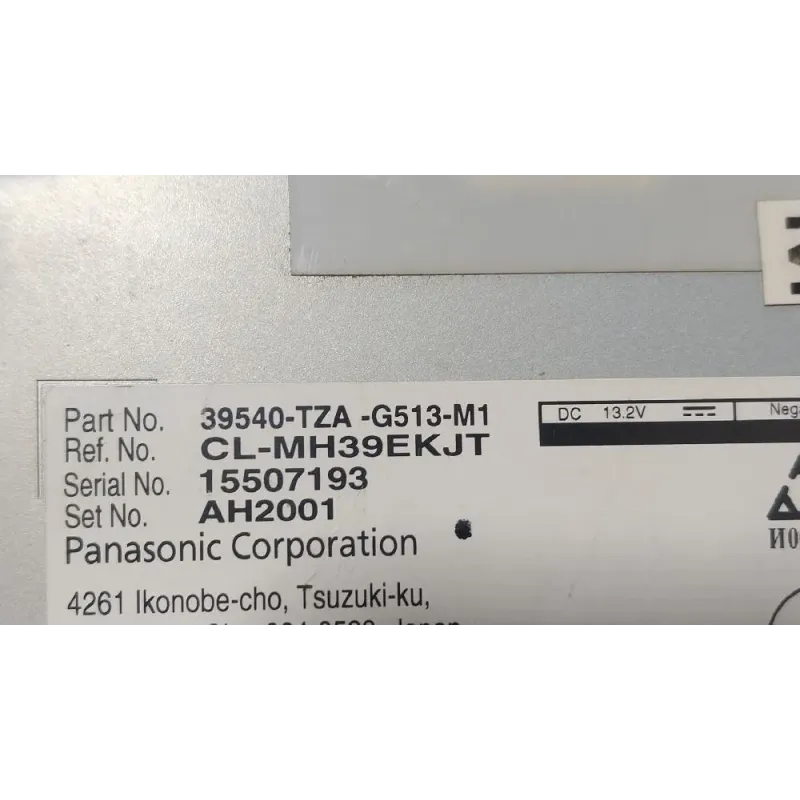 Part No. 39540-TZA -G513-M1
Ref. No. CL-MH39EKJT
Serial No. 15507193
Set No. AH2001
Panasonic Corporation
4261 Ikonobe-cho, Tsuzuki-ku,
DC 13.2V
Nega